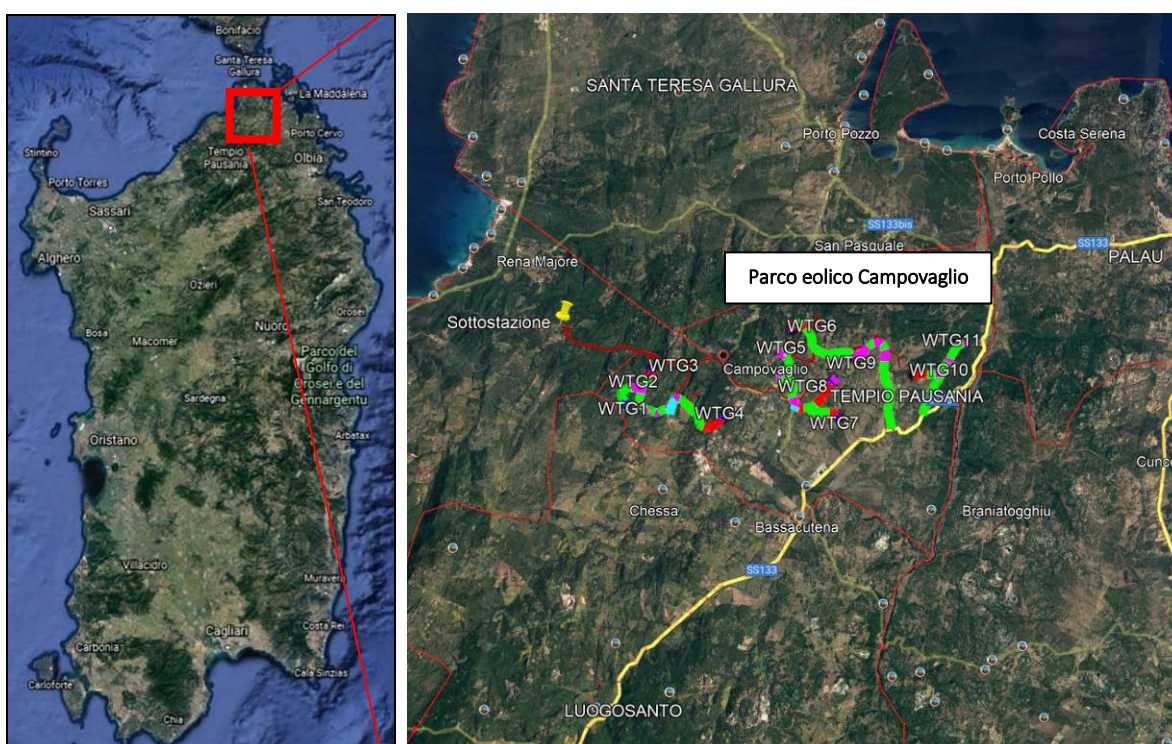 Bonifacio
Santa Teresa
Gallura
La Maddalena
Porto Cervo
Tempio
Pausania
Olbia
Stintino
Porto Torres
San Teodoro
Sassari
Alghero
Ozieri
Orosei
Nuoro
Bosa
Macomer
Parco del
Golfo di
Orosei e del
Gennargentu
Sardegna
Arbatax
Oristano
Villacidro
Muravera
Cagliari
Costa Rei
Carbonia
Cala Sinzias
Carloforte
Chia
SANTA TERESA GALLURA
Porto Pozzo
Costa Serena
Porto Pollo
SS133bis
San Pasquale
SS133
PALAU
Rena Majore
Parco eolico Campovaglio
Sottostazione
WTG6
WTG5
WTG11
WTG9
WTG3
Campovaglio
WTG10
WTG2
WTG8
TEMPIO PAUSANIA
WTG1
WTG4
WTG7
Cunc
Chessa
Bassacutena
Braniatogghiu
SS133
LUOGOSANTO